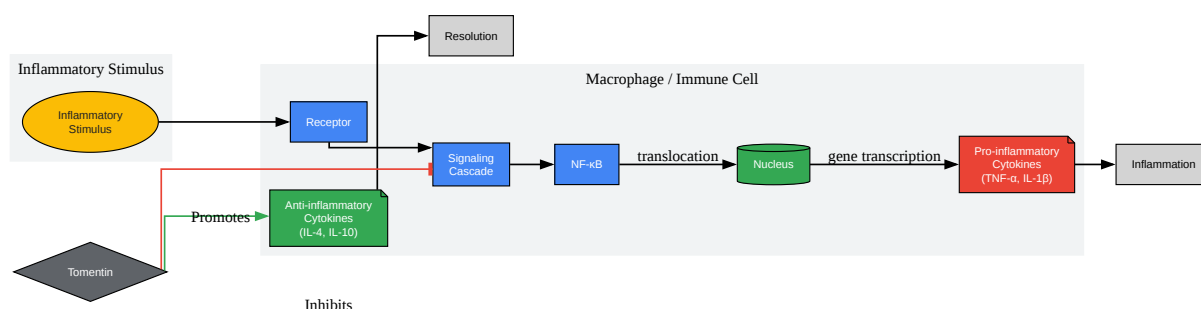 Resolution
Inflammatory Stimulus
Macrophage / Immune Cell
Inflammatory
Stimulus
Receptor
Signaling
Cascade
NF-κB
translocation
Nucleus
gene transcription
Pro-inflammatory
Cytokines
(TNF-α, IL-1β)
Inflammation
Promotes
Anti-inflammatory
Cytokines
(IL-4, IL-10)
Tomentin
Inhibits